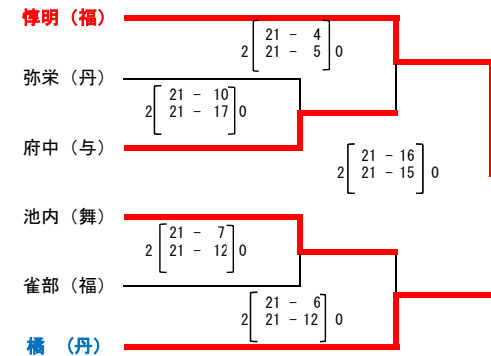 惇明（福）
21 - 4
2 21 - 5 0
弥栄（丹）
21 - 10
2 21 - 17 0
府中（与）
21 - 16
2 21 - 15 0
池内（舞）
21 - 7
2 21 - 12 0
雀部（福）
21 - 6
2 21 - 12 0
橘 （丹）